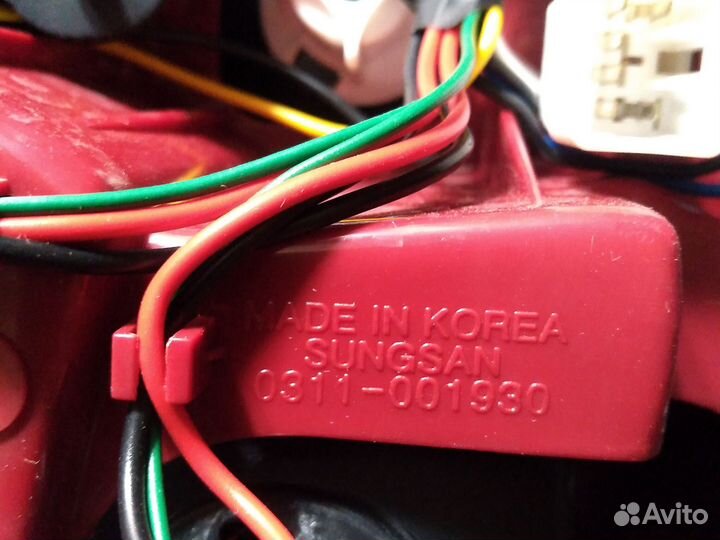 MADE IN KOREA
SUNGSAN
0311-001930
Avito